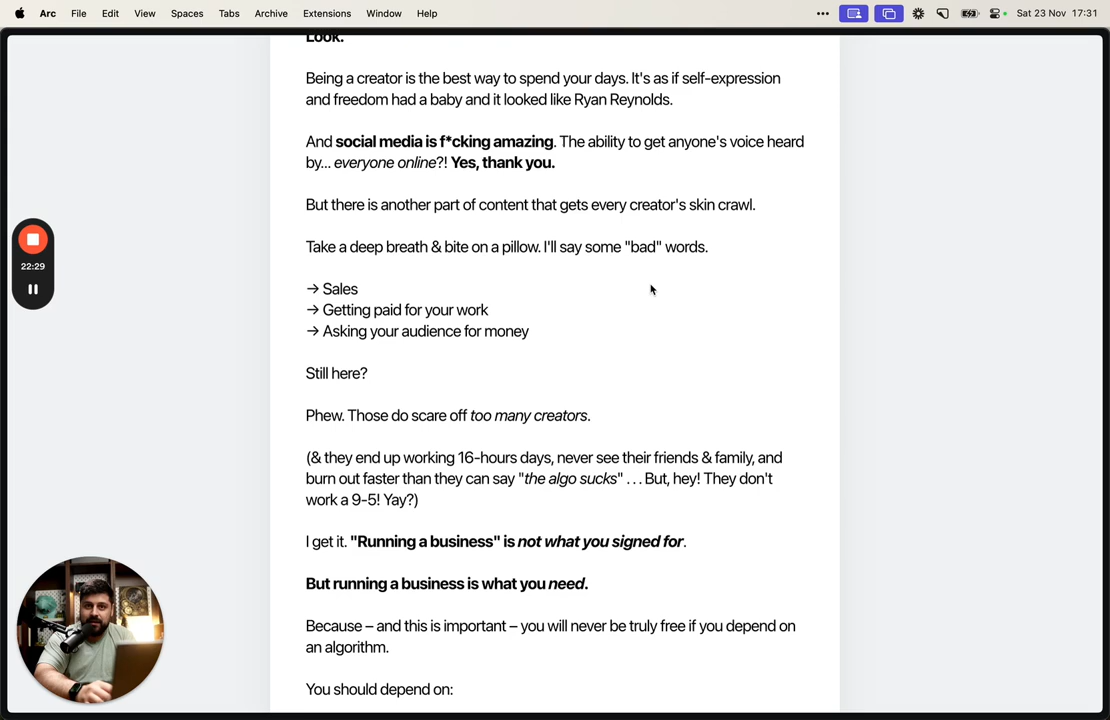 Arc File Edit View Spaces Tabs Archive Extensions Window Help ••• Sat 23 Nov 17:31
Look.
Being a creator is the best way to spend your days. It's as if self-expression
and freedom had a baby and it looked like Ryan Reynolds.
And social media is f*cking amazing. The ability to get anyone's voice heard
by... everyone online?! Yes, thank you.
But there is another part of content that gets every creator's skin crawl.
Take a deep breath & bite on a pillow. I'll say some "bad" words.
→ Sales
→ Getting paid for your work
→ Asking your audience for money
22:29
Still here?
Phew. Those do scare off too many creators.
(& they end up working 16-hours days, never see their friends & family, and
burn out faster than they can say "the algo sucks" . . . But, hey! They don't
work a 9-5! Yay?)
I get it. "Running a business" is not what you signed for.
But running a business is what you need.
Because – and this is important – you will never be truly free if you depend on
an algorithm.
You should depend on: